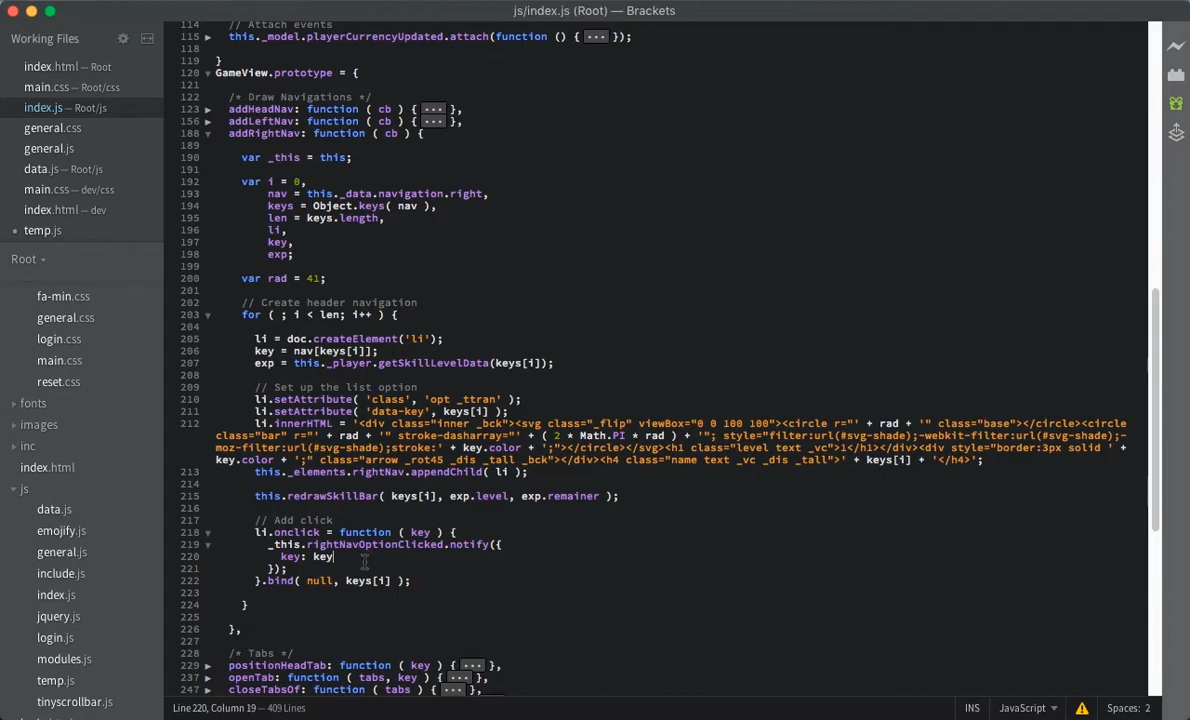 js/index.js (Root) — Brackets
Working Files
index.html — Root
main.css — Root/css
index.js — Root/js
general.css
general.js
data.js — Root/js
main.css — dev/css
index.html — dev
temp.js
Root
fa-min.css
general.css
login.css
main.css
reset.css
fonts
images
inc
index.html
js
data.js
emojify.js
include.js
index.js
jquery.js
login.js
modules.js
temp.js
tinyscrollbar.js
114 // Attach events
115 this._model.playerCurrencyUpdated.attach(function () { ... });
118
119 }
120 GameView.prototype = {
121
122 /* Draw Navigations */
123 addHeadNav: function ( cb ) { ... },
156 addLeftNav: function ( cb ) { ... },
188 addRightNav: function ( cb ) {
189
190 var _this = this;
191
192 var i = 0,
193 nav = this._data.navigation.right,
194 keys = Object.keys( nav ),
195 len = keys.length,
196 li,
197 key,
198 exp;
199
200 var rad = 41;
201
202 // Create header navigation
203 for ( ; i < len; i++ ) {
204
205 li = doc.createElement('li');
206 key = nav[keys[i]];
207 exp = this._player.getSkillLevelData(keys[i]);
208
209 // Set up the list option
210 li.setAttribute( 'class', 'opt _ttran' );
211 li.setAttribute( 'data-key', keys[i] );
212 li.innerHTML = '<div class="inner _bck"><svg class="_flip" viewBox="0 0 100 100"><circle r="' + rad + '" class="base"></circle><circle
class="bar" r="' + rad + '" stroke-dasharray="' + ( 2 * Math.PI * rad ) + '"; style="filter:url(#svg-shade);-webkit-filter:url(#svg-shade);-
moz-filter:url(#svg-shade);stroke:' + key.color + ';"></circle></svg><h1 class="level text _vc">1</h1></div><div style="border:3px solid ' +
key.color + ';" class="arrow _rot45 _dis _tall _bck"></div><h4 class="name text _vc _dis _tall">' + keys[i] + '</h4>';
213 this._elements.rightNav.appendChild( li );
214
215 this.redrawSkillBar( keys[i], exp.level, exp.remainer );
216
217 // Add click
218 li.onclick = function ( key ) {
219 _this.rightNavOptionClicked.notify({
220 key: key
221 });
222 }.bind( null, keys[i] );
223
224 }
225
226 },
227
228 /* Tabs */
229 positionHeadTab: function ( key ) { ... },
237 openTab: function ( tabs, key ) { ... },
247 closeTabsOf: function ( tabs ) { ... },
Line 220, Column 19 — 409 Lines
INS
JavaScript
Spaces: 2